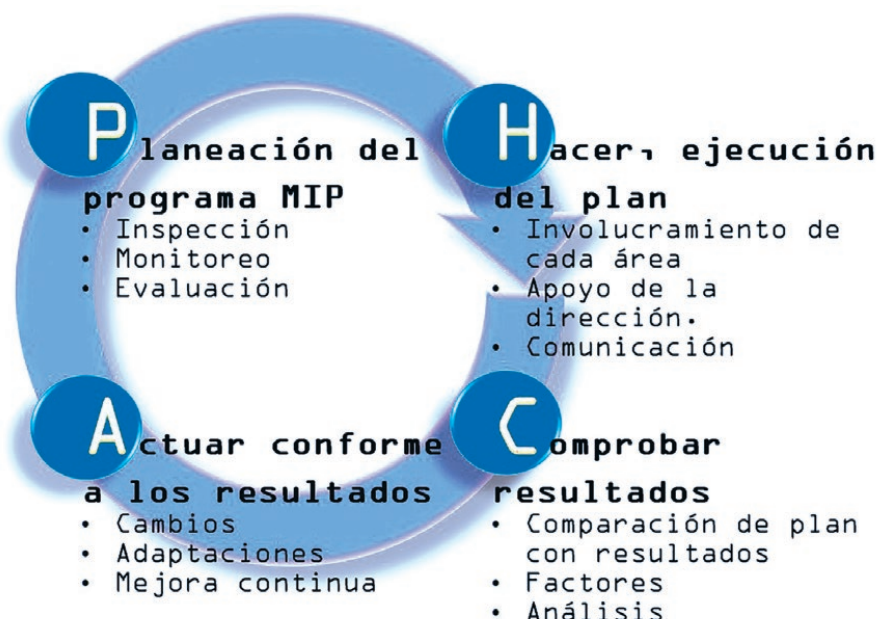 Planeación del
programa MIP
• Inspección
• Monitoreo
• Evaluación
Hacer, ejecución
del plan
• Involucramiento de
cada área
• Apoyo de la
dirección.
• Comunicación
Actuar conforme
a los resultados
• Cambios
• Adaptaciones
• Mejora continua
Comprobar
resultados
• Comparación de plan
con resultados
• Factores
• Análisis